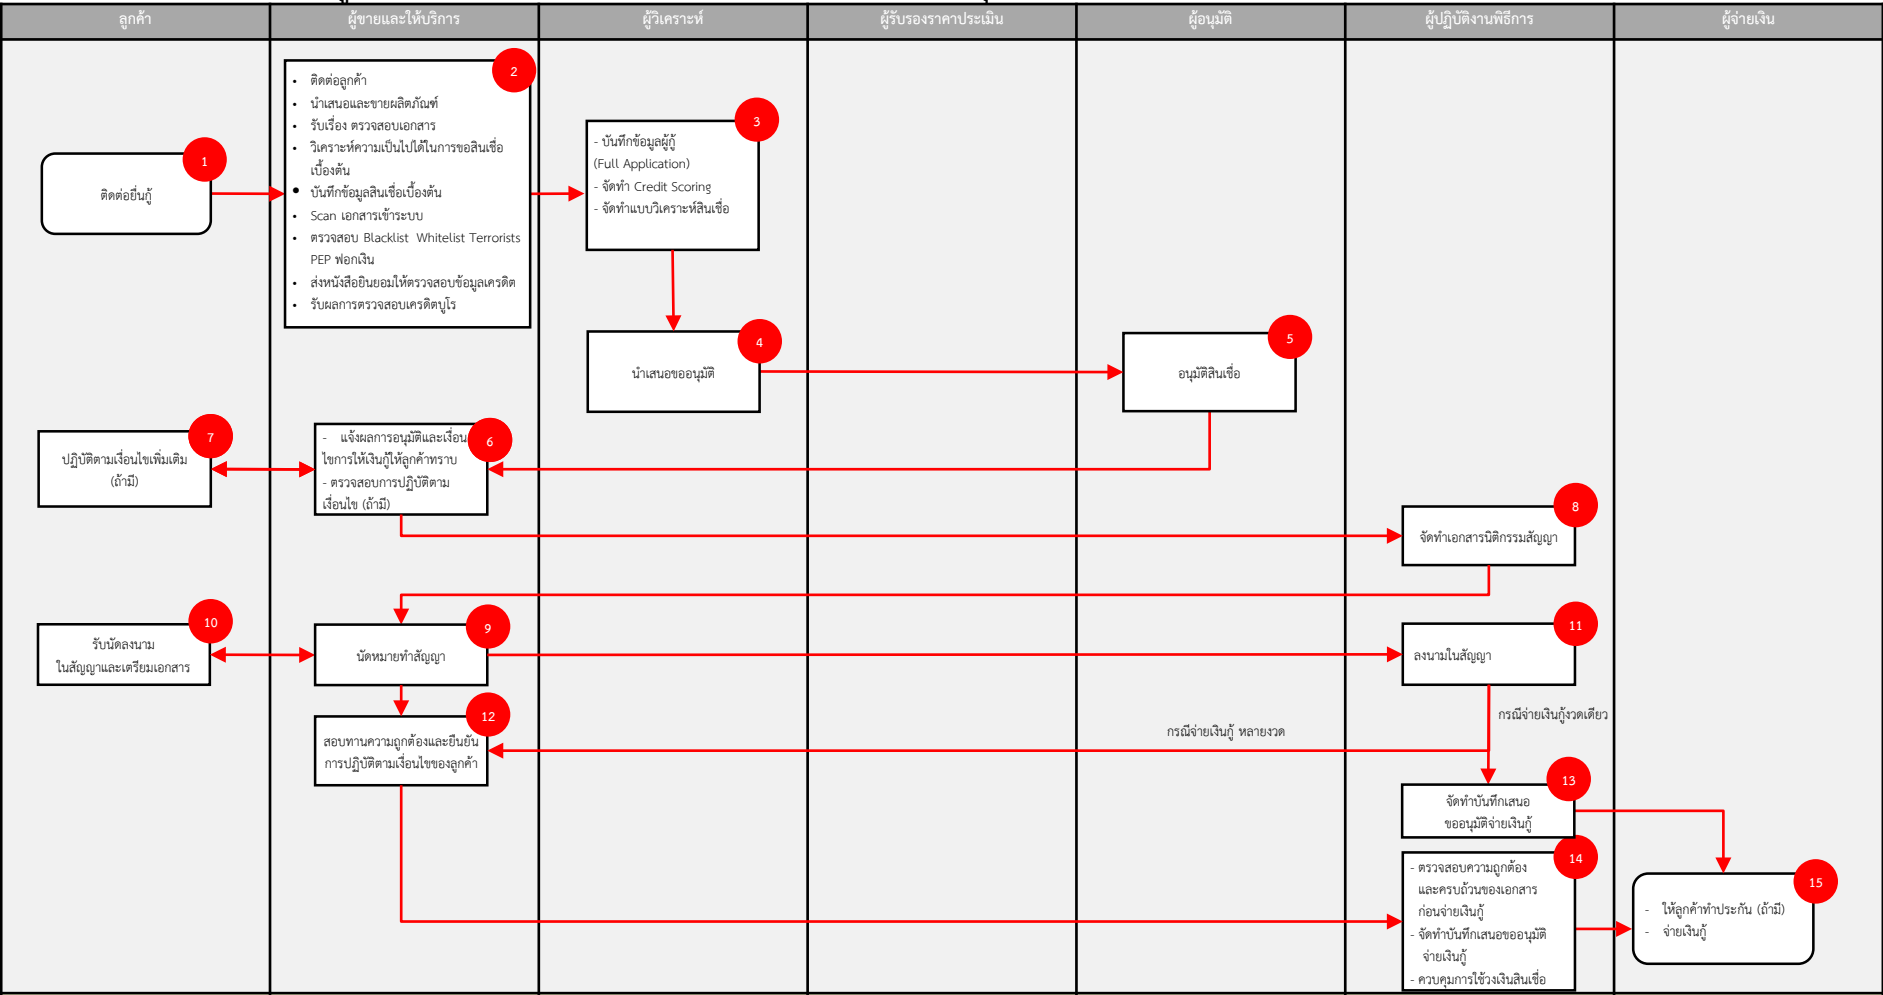 ลูกค้า
ผู้ขายและให้บริการ
ผู้วิเคราะห์
ผู้รับรองราคาประเมิน
ผู้อนุมัติ
ผู้ปฏิบัติงานพิธีการ
ผู้จ่ายเงิน
1
ติดต่อยื่นกู้
2
• ติดต่อลูกค้า
• นำเสนอและขายผลิตภัณฑ์
• รับเรื่อง ตรวจสอบเอกสาร
• วิเคราะห์ความเป็นไปได้ในการขอสินเชื่อ
เบื้องต้น
• บันทึกข้อมูลสินเชื่อเบื้องต้น
• Scan เอกสารเข้าระบบ
• ตรวจสอบ Blacklist Whitelist Terrorists
PEP ฟอกเงิน
• ส่งหนังสือยินยอมให้ตรวจสอบข้อมูลเครดิต
• รับผลการตรวจสอบเครดิตบูโร
3
- บันทึกข้อมูลผู้กู้
(Full Application)
- จัดทำ Credit Scoring
- จัดทำแบบวิเคราะห์สินเชื่อ
4
นำเสนอขออนุมัติ
5
อนุมัติสินเชื่อ
7
ปฏิบัติตามเงื่อนไขเพิ่มเติม
(ถ้ามี)
6
- แจ้งผลการอนุมัติและเงื่อน
ไขการให้เงินกู้ให้ลูกค้าทราบ
- ตรวจสอบการปฏิบัติตาม
เงื่อนไข (ถ้ามี)
8
จัดทำเอกสารนิติกรรมสัญญา
10
รับนัดลงนาม
ในสัญญาและเตรียมเอกสาร
9
นัดหมายทำสัญญา
11
ลงนามในสัญญา
12
สอบทานความถูกต้องและยืนยัน
การปฏิบัติตามเงื่อนไขของลูกค้า
กรณีจ่ายเงินกู้ หลายงวด
กรณีจ่ายเงินกู้งวดเดียว
13
จัดทำบันทึกเสนอ
ขออนุมัติจ่ายเงินกู้
14
- ตรวจสอบความถูกต้อง
และครบถ้วนของเอกสาร
ก่อนจ่ายเงินกู้
- จัดทำบันทึกเสนอขออนุมัติ
จ่ายเงินกู้
- ควบคุมการใช้วงเงินสินเชื่อ
15
- ให้ลูกค้าทำประกัน (ถ้ามี)
- จ่ายเงินกู้